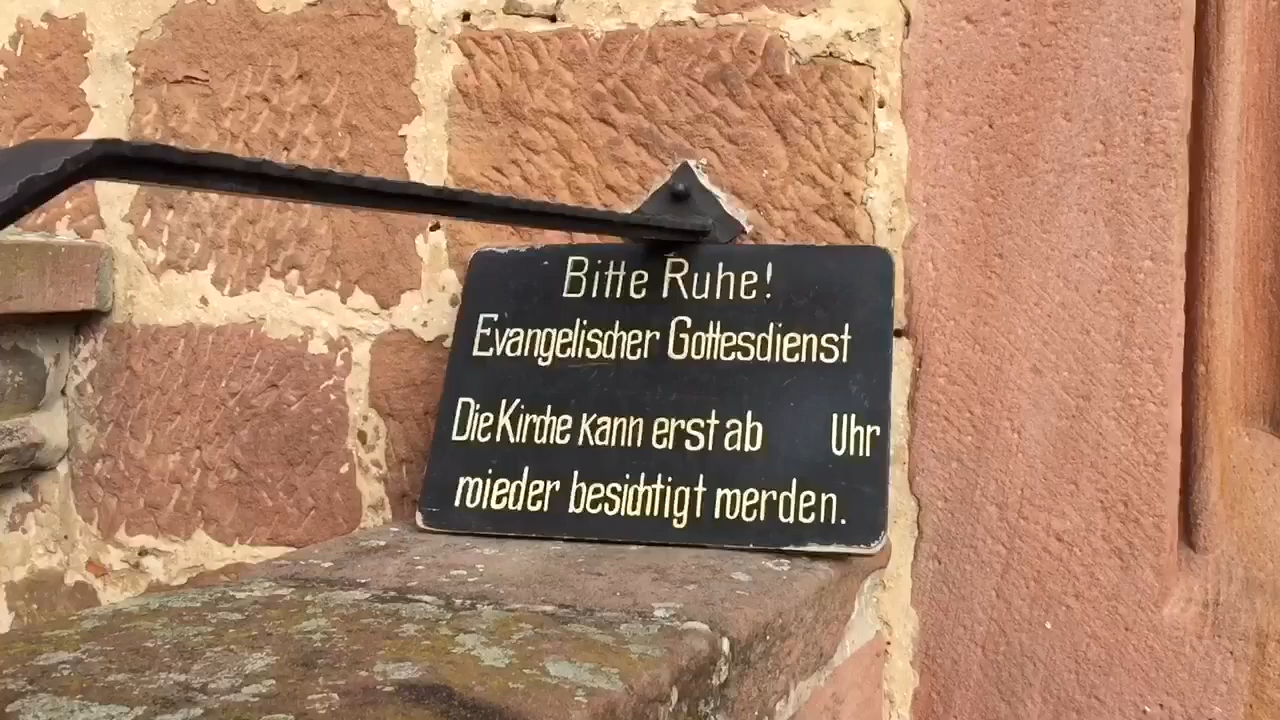 Bitte Ruhe!
Evangelischer Gottesdienst
Die Kirche kann erst ab Uhr
wieder besichtigt werden.